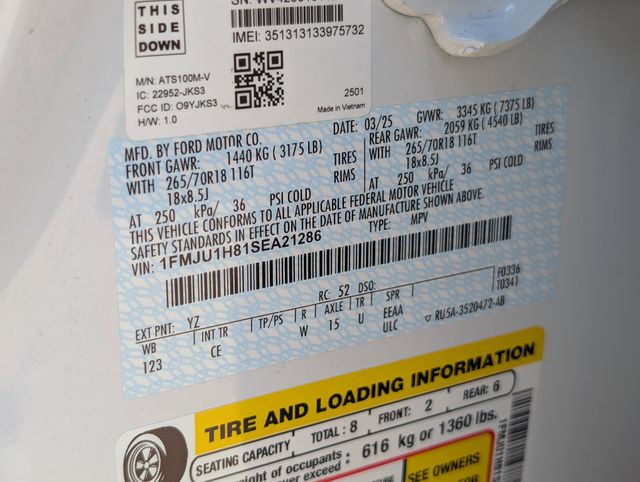 THIS
SIDE
DOWN
IMEI: 351313133975732
M/N: ATS100M-V
IC: 22952-JKS3
FCC ID: O9YJKS3
H/W: 1.0
2501
Made in Vietnam
MFD. BY FORD MOTOR CO.
DATE: 03/25 GVWR: 3345 KG ( 7375 LB)
FRONT GAWR: 1440 KG ( 3175 LB) REAR GAWR: 2059 KG ( 4540 LB)
WITH 265/70R18 116T TIRES 265/70R18 116T TIRES
18x8.5J RIMS 18x8.5J RIMS
AT 250 kPa/ 36 PSI COLD AT 250 kPa/ 36 PSI COLD
THIS VEHICLE CONFORMS TO ALL APPLICABLE FEDERAL MOTOR VEHICLE
SAFETY STANDARDS IN EFFECT ON THE DATE OF MANUFACTURE SHOWN ABOVE.
VIN: 1FMJU1H81SEA21286 TYPE: MPV
F0336
T0341
EXT PNT: YZ RC: 52 DSO:
WB INT TR TP/PS R AXLE TR SPR
123 CE W 15 U EEAA
ULC ▽ RU5A-3520472-AB
TIRE AND LOADING INFORMATION
SEATING CAPACITY TOTAL : 8 FRONT: 2 REAR: 6
weight of occupants
ver exceed : 616 kg or 1360 lbs.
SEE OWNERS